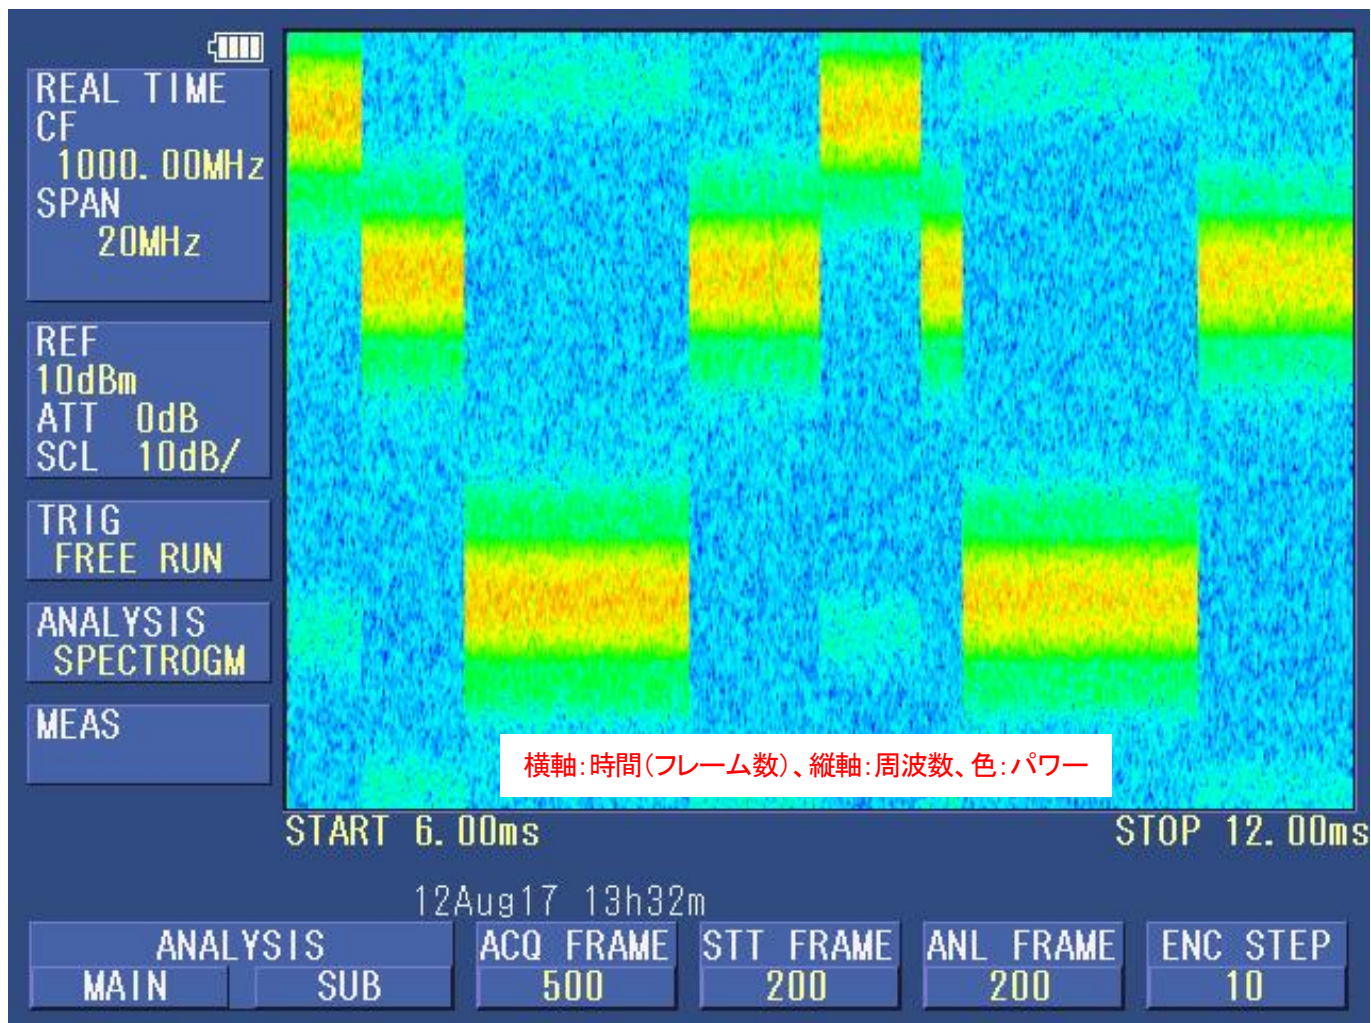 REAL TIME
CF
1000.00MHz
SPAN
20MHz
REF
10dBm
ATT 0dB
SCL 10dB/
TRIG
FREE RUN
ANALYSIS
SPECTROGM
MEAS
横軸:時間(フレーム数)、縦軸:周波数、色:パワー
START 6.00ms
STOP 12.00ms
12Aug17 13h32m
ANALYSIS
MAIN SUB
ACQ FRAME
500
STT FRAME
200
ANL FRAME
200
ENC STEP
10